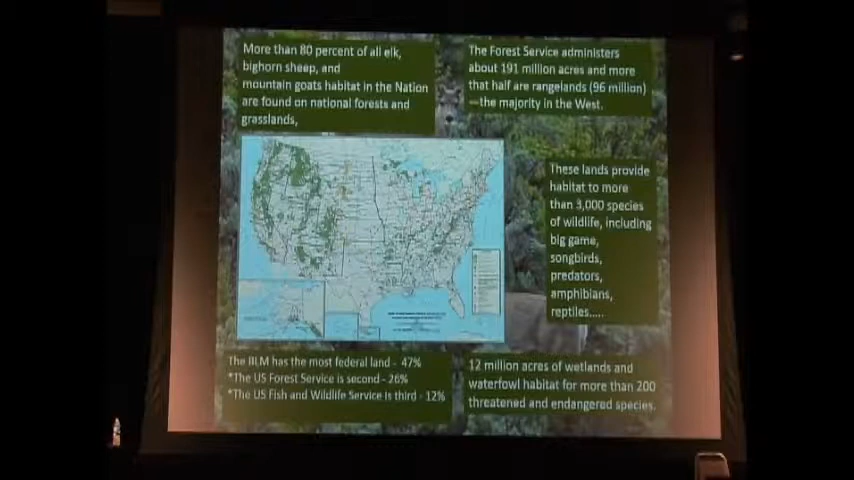 More than 80 percent of all elk,
bighorn sheep, and
mountain goats habitat in the Nation
are found on national forests and
grasslands,
The Forest Service administers
about 191 million acres and more
that half are rangelands (96 million)
—the majority in the West.
These lands provide
habitat to more
than 3,000 species
of wildlife, including
big game,
songbirds,
predators,
amphibians,
reptiles.....
The BLM has the most federal land - 47%
*The US Forest Service is second - 26%
*The US Fish and Wildlife Service is third - 12%
12 million acres of wetlands and
waterfowl habitat for more than 200
threatened and endangered species.